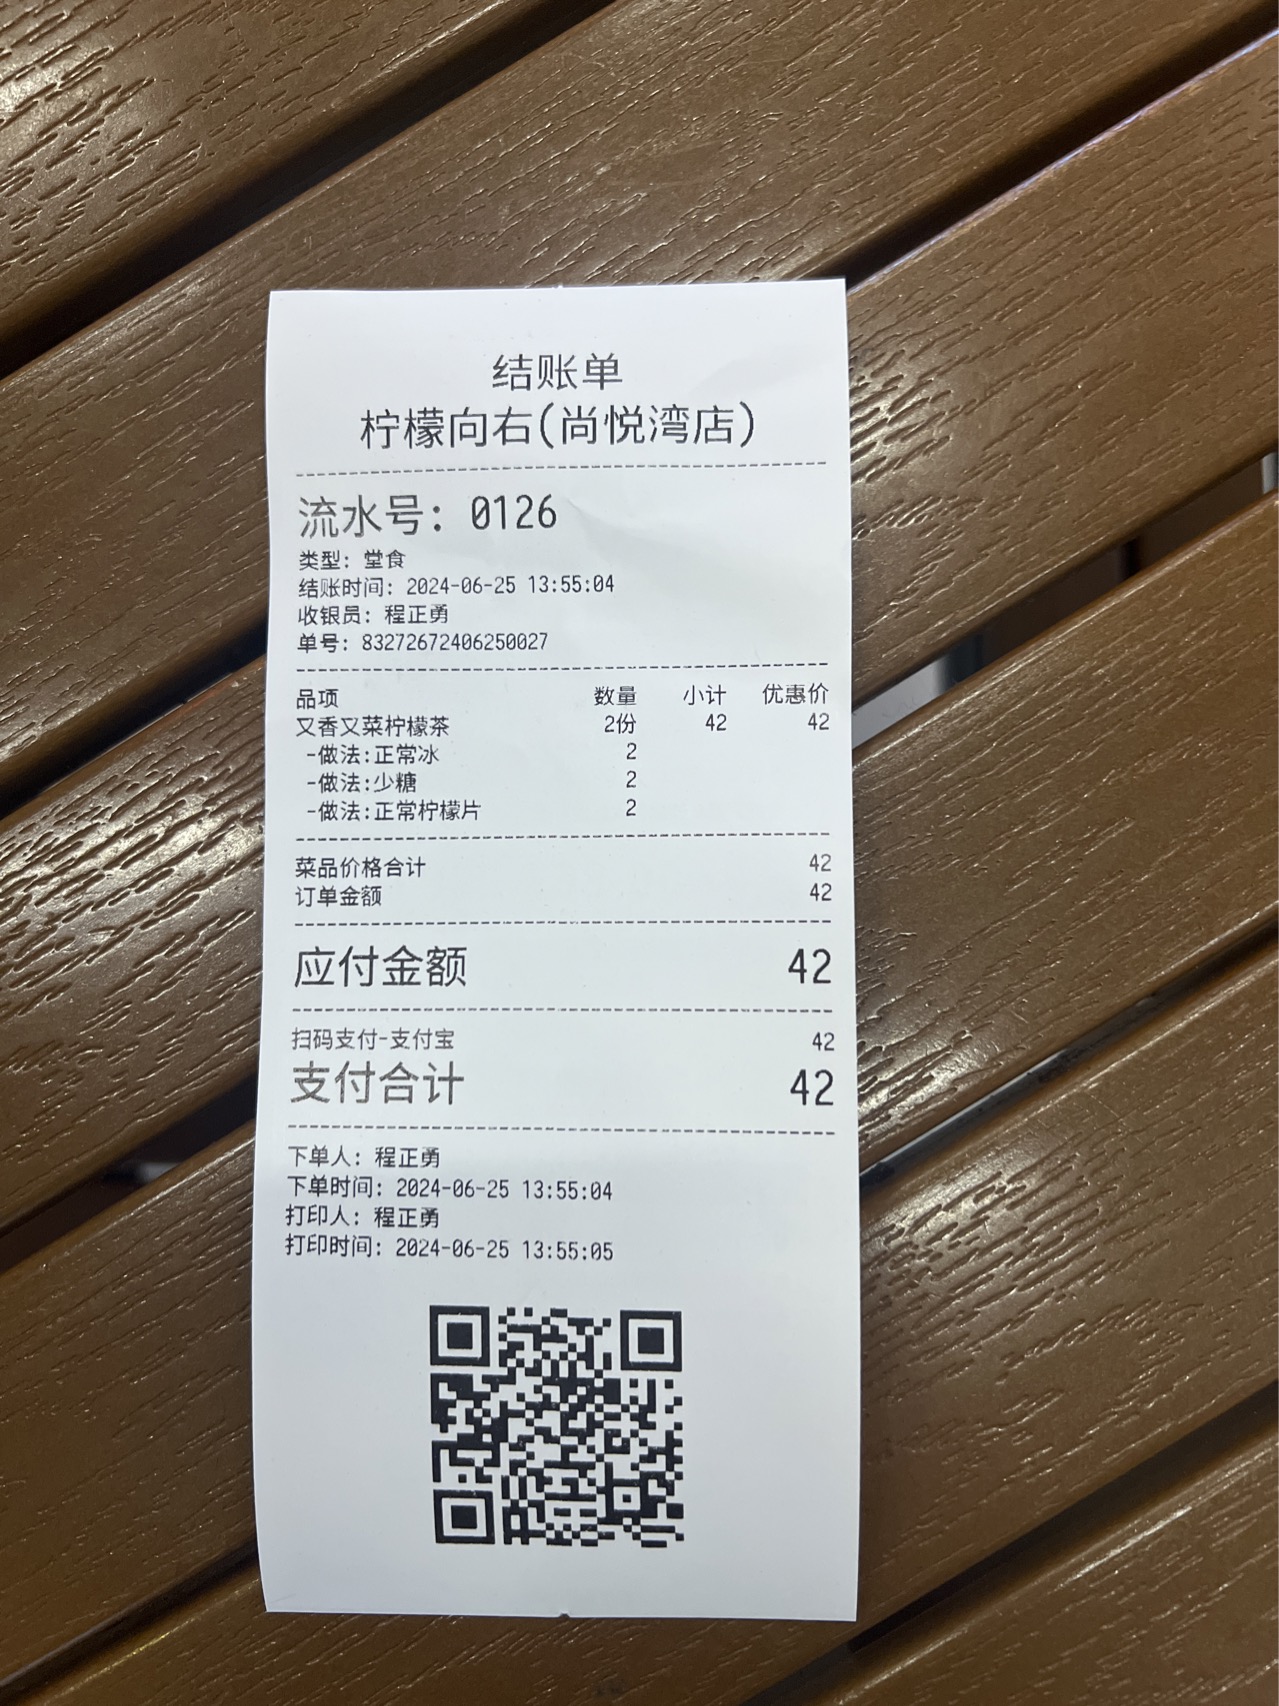 结账单
柠檬向右(尚悦湾店)
流水号: 0126
类型: 堂食
结账时间: 2024-06-25 13:55:04
收银员: 程正勇
单号: 83272672406250027
品项 数量 小计 优惠价
又香又菜柠檬茶 2份 42 42
-做法:正常冰 2
-做法:少糖 2
-做法:正常柠檬片 2
菜品价格合计 42
订单金额 42
应付金额 42
扫码支付-支付宝 42
支付合计 42
下单人: 程正勇
下单时间: 2024-06-25 13:55:04
打印人: 程正勇
打印时间: 2024-06-25 13:55:05